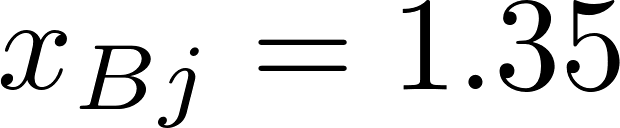 x_{Bj} = 1.35